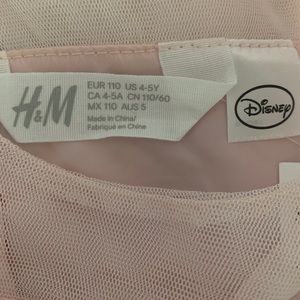 H&M
EUR 110 US 4-5Y
CA 4-5A CN 110/60
MX 110 AUS 5
Made in China/
Fabriqué en Chine
Disney